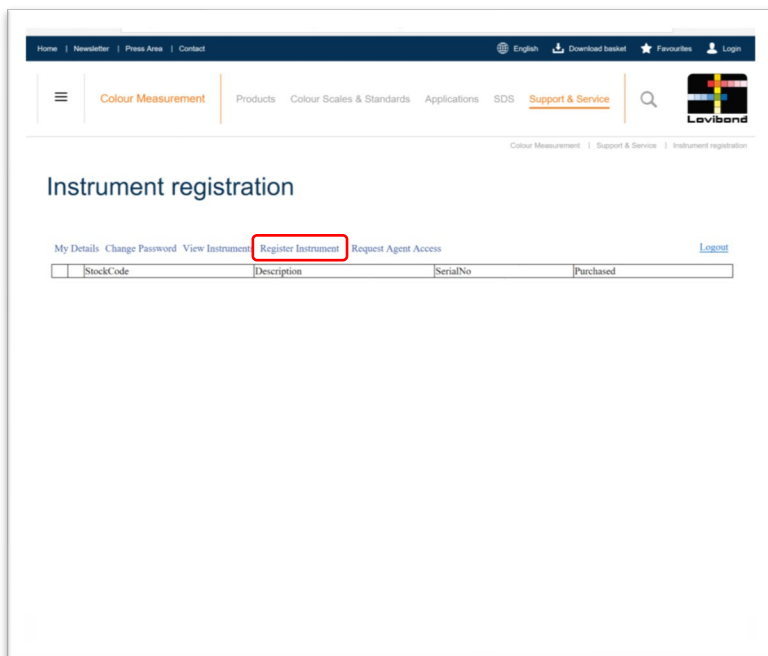 Home | Newsletter | Press Area | Contact English Download basket Favourites Login
Colour Measurement Products Colour Scales & Standards Applications SDS Support & Service
Lovibond
Colour Measurement | Support & Service | Instrument registration
Instrument registration
My Details Change Password View Instrument Register Instrument Request Agent Access Logout
StockCode Description SerialNo Purchased